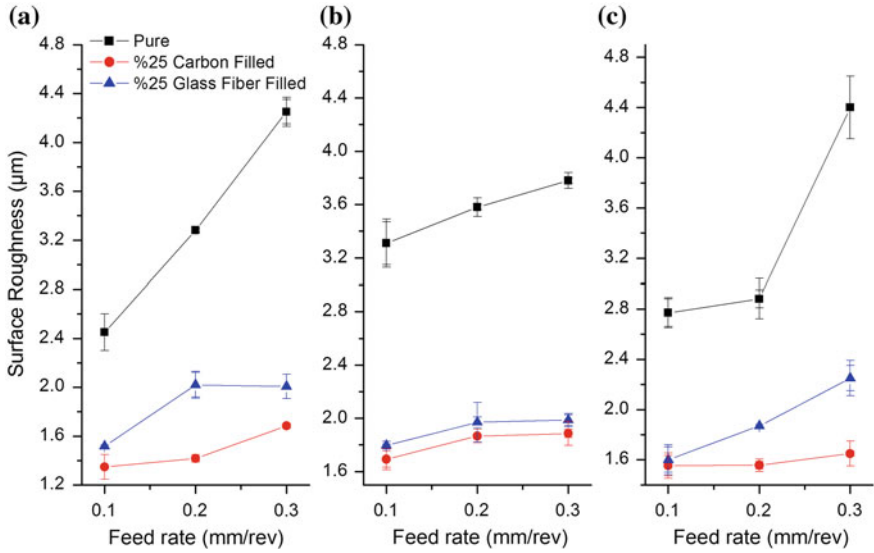 (a)
(b)
(c)
Pure
%25 Carbon Filled
%25 Glass Fiber Filled
Surface Roughness (μm)
4.8
4.4
4.0
3.6
3.2
2.8
2.4
2.0
1.6
1.2
0.1 0.2 0.3
Feed rate (mm/rev)
4.8
4.4
4.0
3.6
3.2
2.8
2.4
2.0
1.6
0.1 0.2 0.3
Feed rate (mm/rev)
4.8
4.4
4.0
3.6
3.2
2.8
2.4
2.0
1.6
0.1 0.2 0.3
Feed rate (mm/rev)